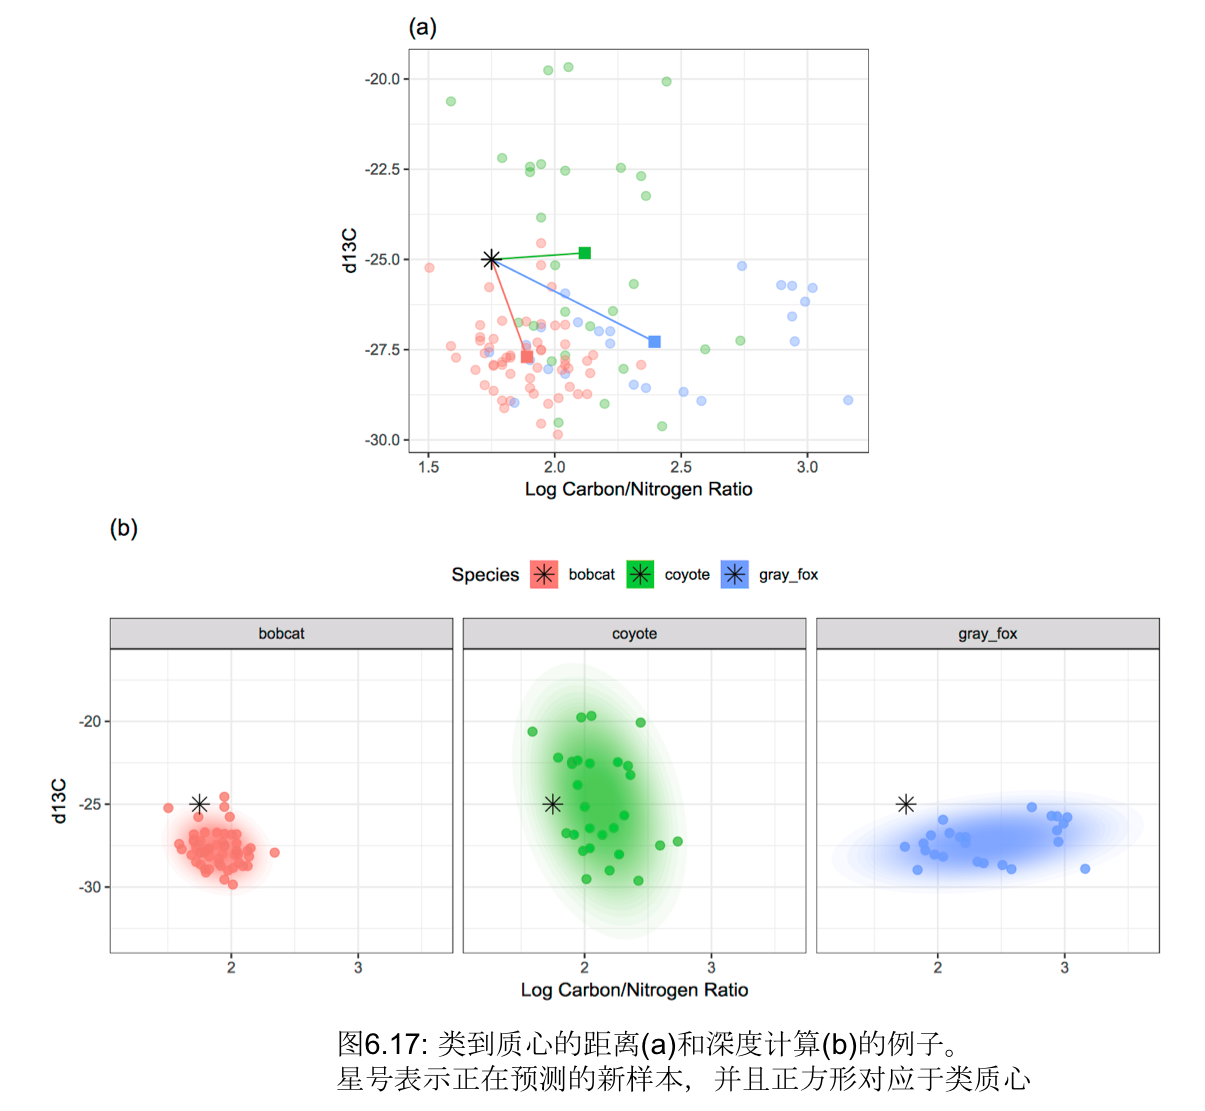 (a)
-20.0
-22.5
-25.0
-27.5
-30.0
d13C
1.5 2.0 2.5 3.0
Log Carbon/Nitrogen Ratio
(b)
Species bobcat coyote gray_fox
bobcat coyote gray_fox
-20
-25
-30
d13C
2 3 2 3 2 3
Log Carbon/Nitrogen Ratio
图6.17: 类到质心的距离(a)和深度计算(b)的例子。
星号表示正在预测的新样本，并且正方形对应于类质心